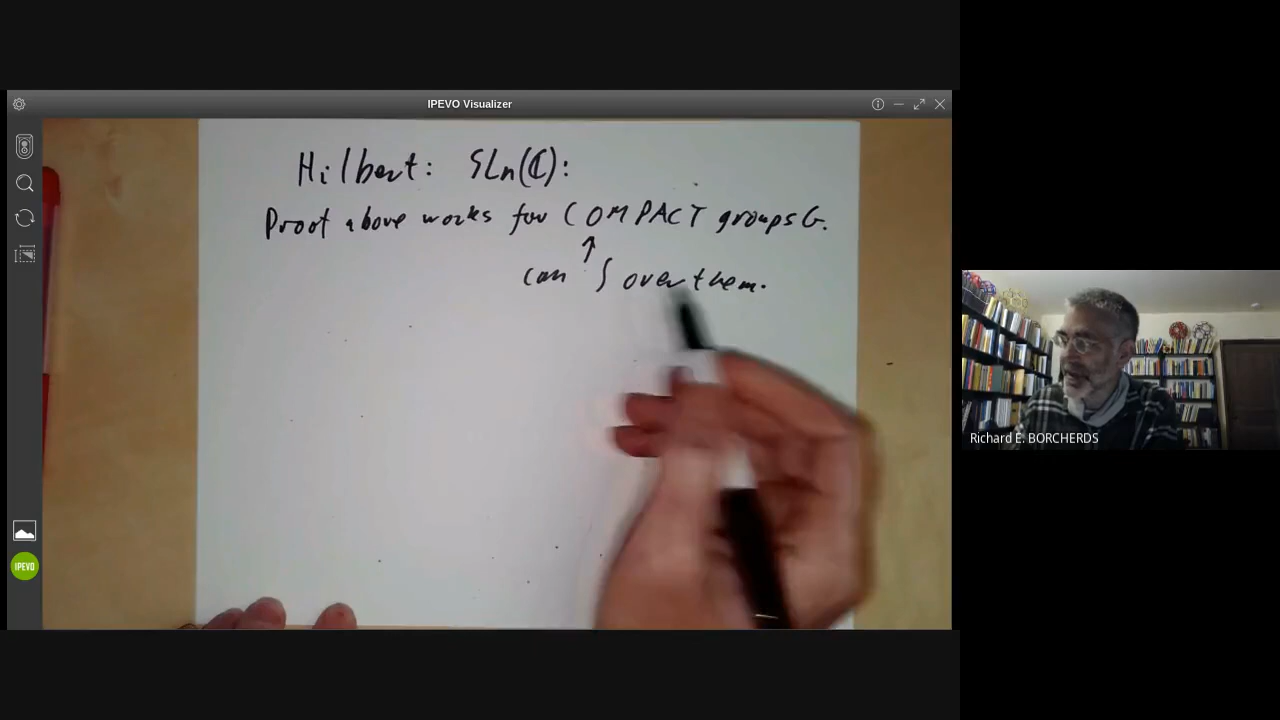 IPEVO Visualizer
Hilbert: SLn(ℂ):
Proof above works for COMPACT groups G.
↑
can ∫ over them.
IPEVO
Richard E. BORCHERDS